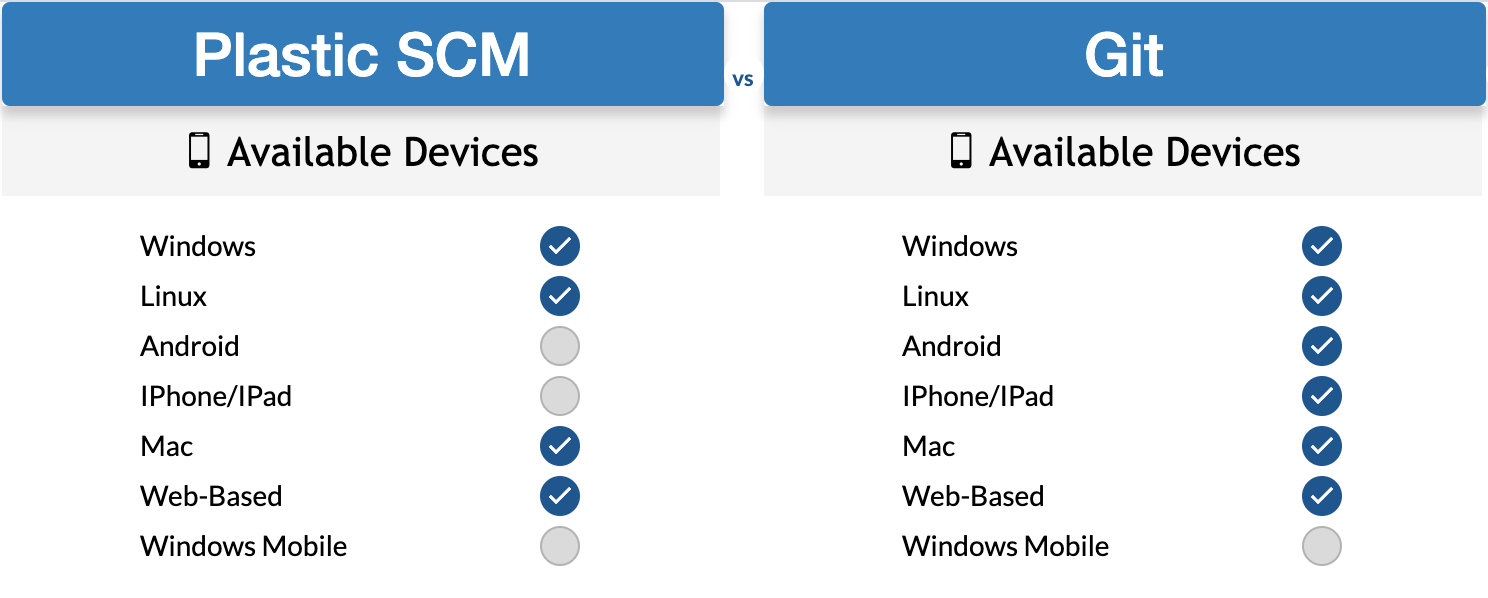 Plastic SCM
vs
Git
Available Devices
Windows
Linux
Android
IPhone/IPad
Mac
Web-Based
Windows Mobile
Available Devices
Windows
Linux
Android
IPhone/IPad
Mac
Web-Based
Windows Mobile